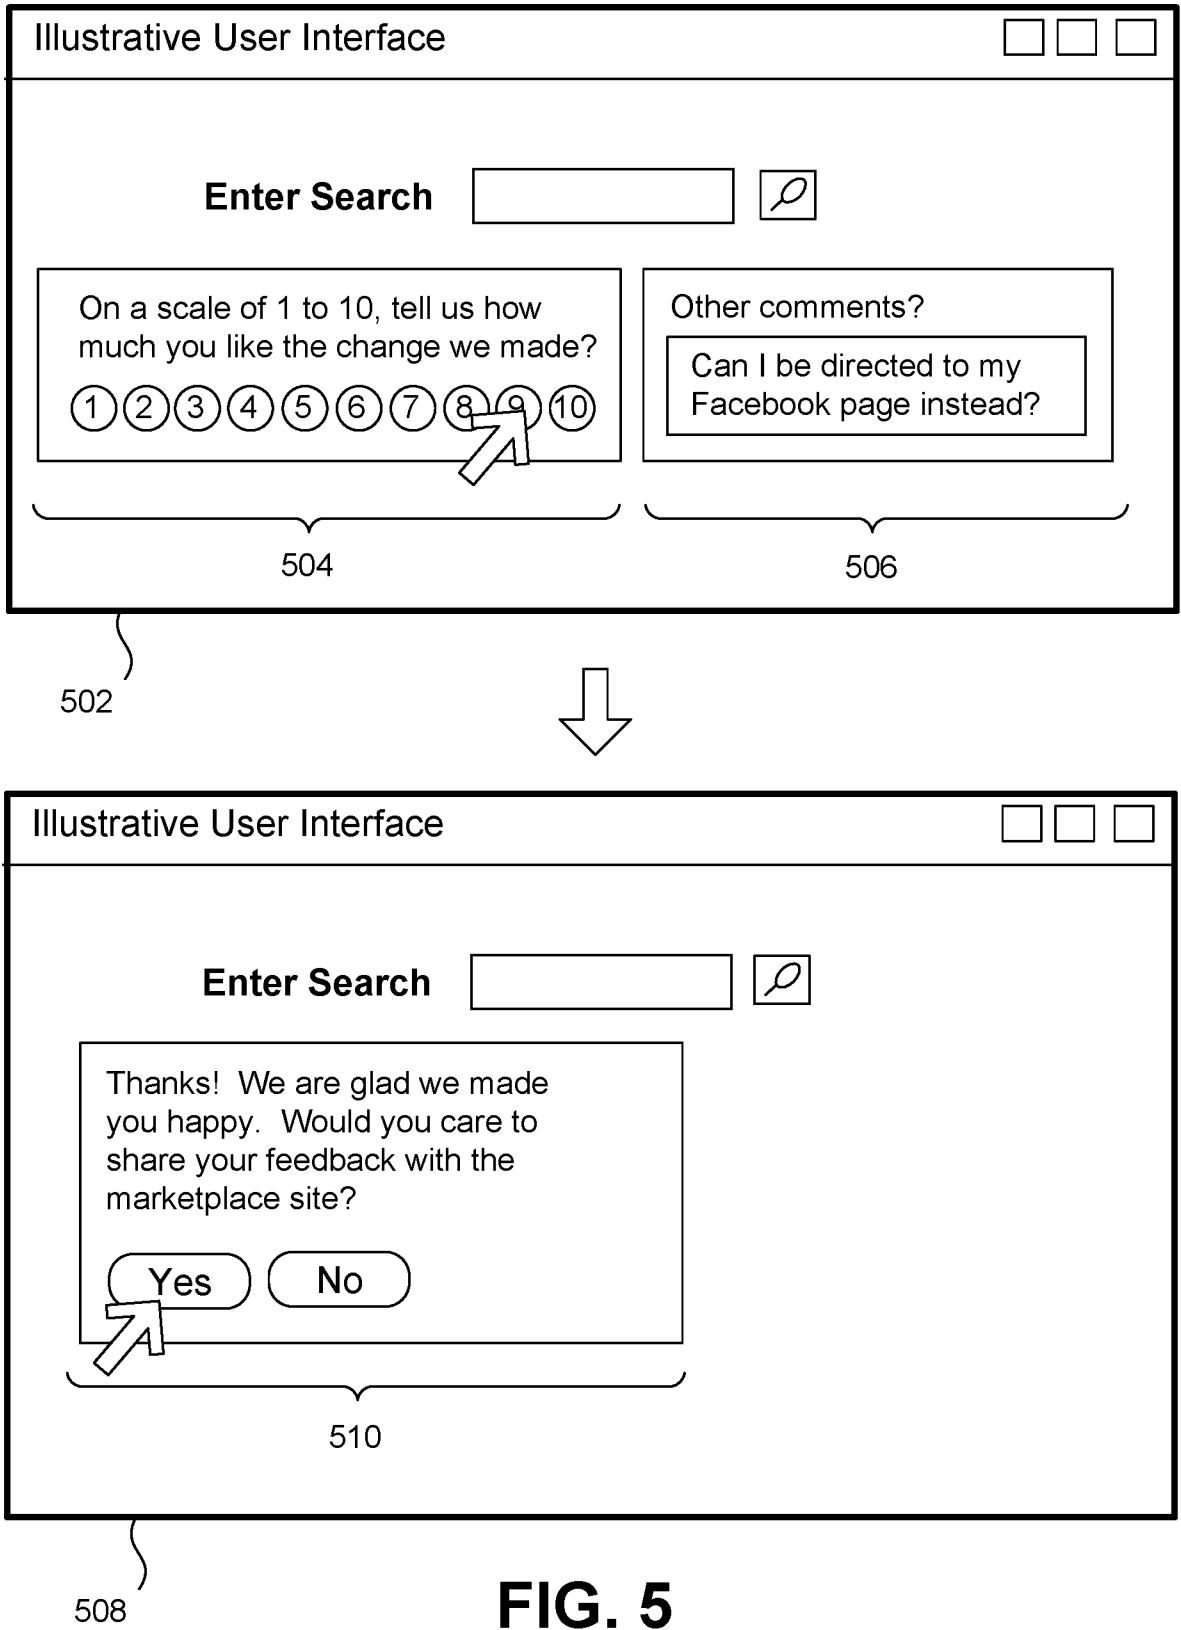 Illustrative User Interface
Enter Search
On a scale of 1 to 10, tell us how
much you like the change we made?
1 2 3 4 5 6 7 8 9 10
Other comments?
Can I be directed to my
Facebook page instead?
504
506
502
Illustrative User Interface
Enter Search
Thanks!  We are glad we made
you happy.  Would you care to
share your feedback with the
marketplace site?
Yes No
510
508
FIG. 5